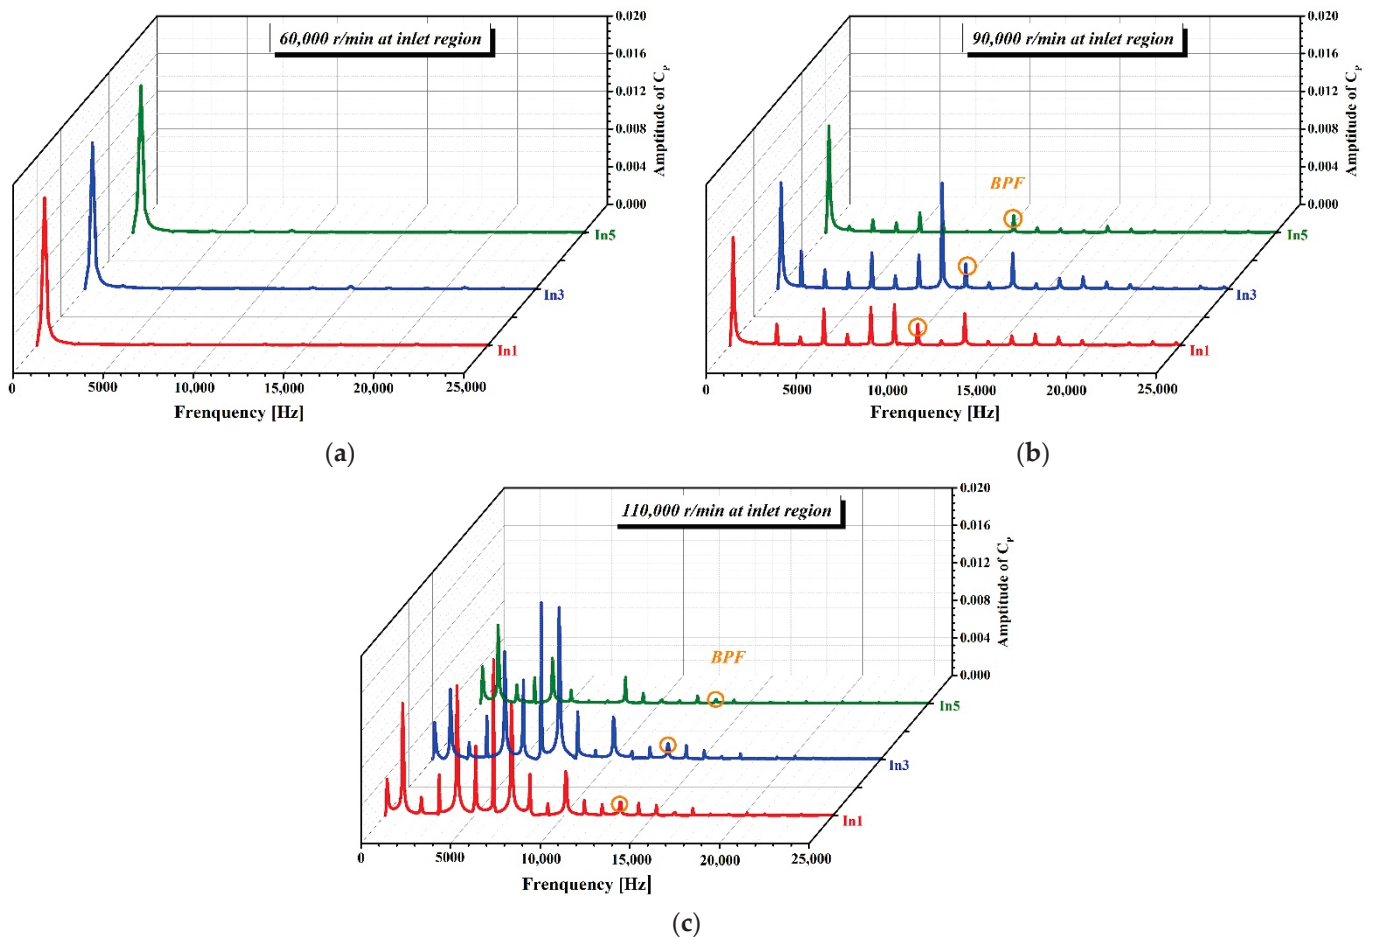 60,000 r/min at inlet region
0.020
0.016
0.012
0.008
0.004
0.000
Amptitude of C_P
In5
In3
In1
0 5000 10,000 15,000 20,000 25,000
Frenquency [Hz]
(a)
90,000 r/min at inlet region
0.020
0.016
0.012
0.008
0.004
0.000
Amptitude of C_P
BPF
In5
In3
In1
0 5000 10,000 15,000 20,000 25,000
Frenquency [Hz]
(b)
110,000 r/min at inlet region
0.020
0.016
0.012
0.008
0.004
0.000
Amptitude of C_P
BPF
In5
In3
In1
0 5000 10,000 15,000 20,000 25,000
Frenquency [Hz]
(c)